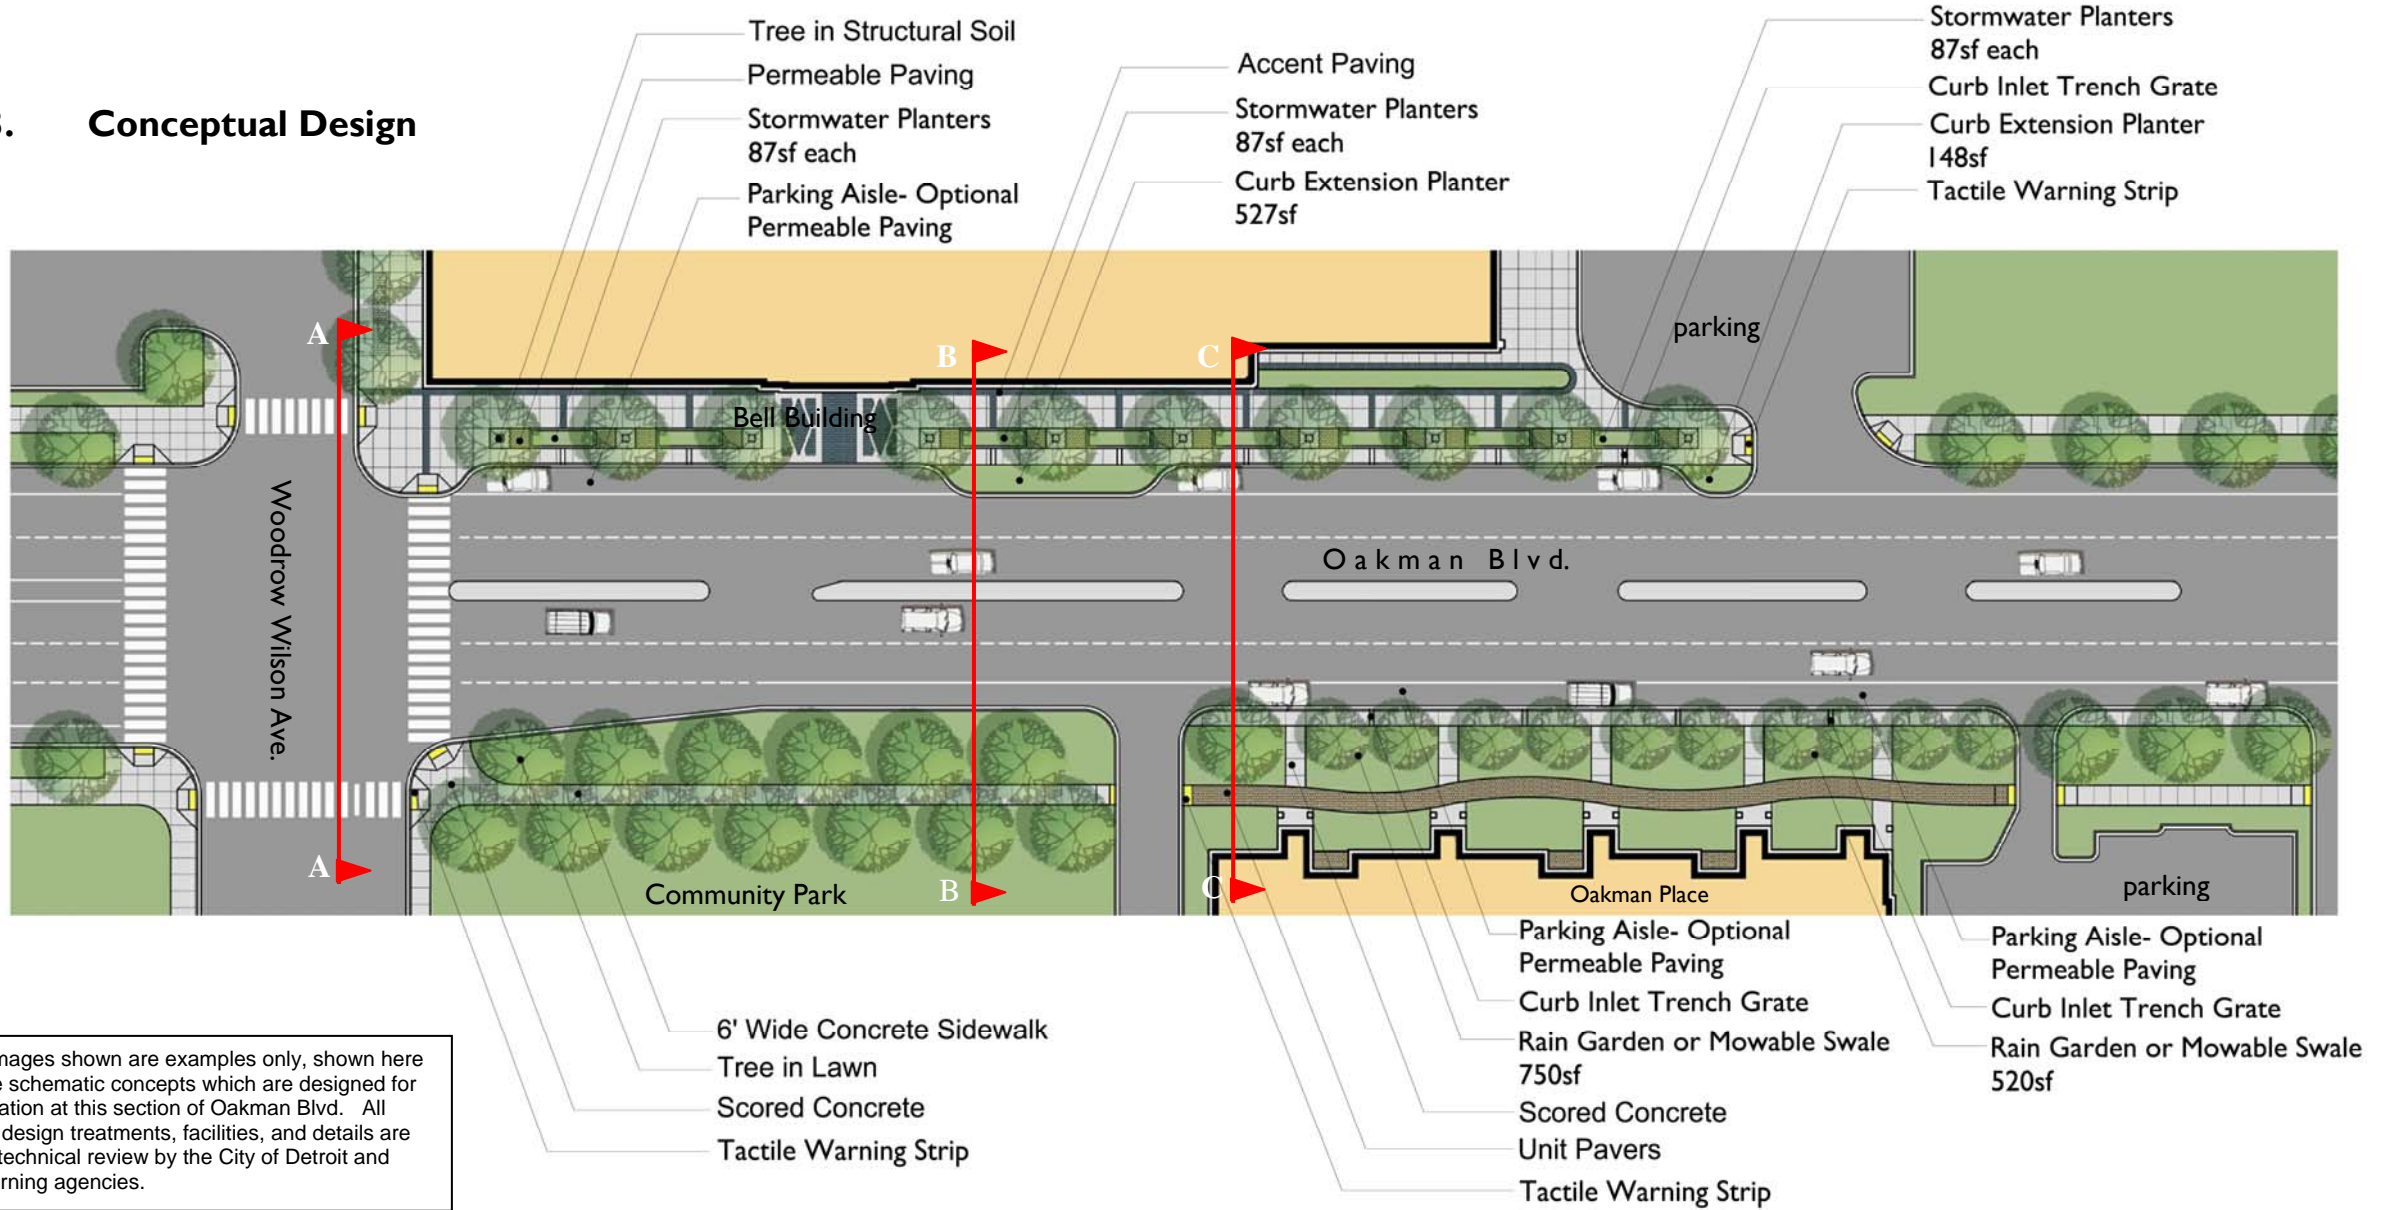 3. Conceptual Design
Tree in Structural Soil
Permeable Paving
Stormwater Planters
87sf each
Parking Aisle- Optional
Permeable Paving
Accent Paving
Stormwater Planters
87sf each
Curb Extension Planter
527sf
Stormwater Planters
87sf each
Curb Inlet Trench Grate
Curb Extension Planter
148sf
Tactile Warning Strip
A
B
C
parking
Bell Building
Woodrow Wilson Ave.
Oakman Blvd.
A
B
C
Community Park
Oakman Place
parking
6' Wide Concrete Sidewalk
Tree in Lawn
Scored Concrete
Tactile Warning Strip
Parking Aisle- Optional
Permeable Paving
Curb Inlet Trench Grate
Rain Garden or Mowable Swale
750sf
Scored Concrete
Unit Pavers
Tactile Warning Strip
Parking Aisle- Optional
Permeable Paving
Curb Inlet Trench Grate
Rain Garden or Mowable Swale
520sf
mages shown are examples only, shown here
e schematic concepts which are designed for
ation at this section of Oakman Blvd. All
design treatments, facilities, and details are
technical review by the City of Detroit and
rning agencies.